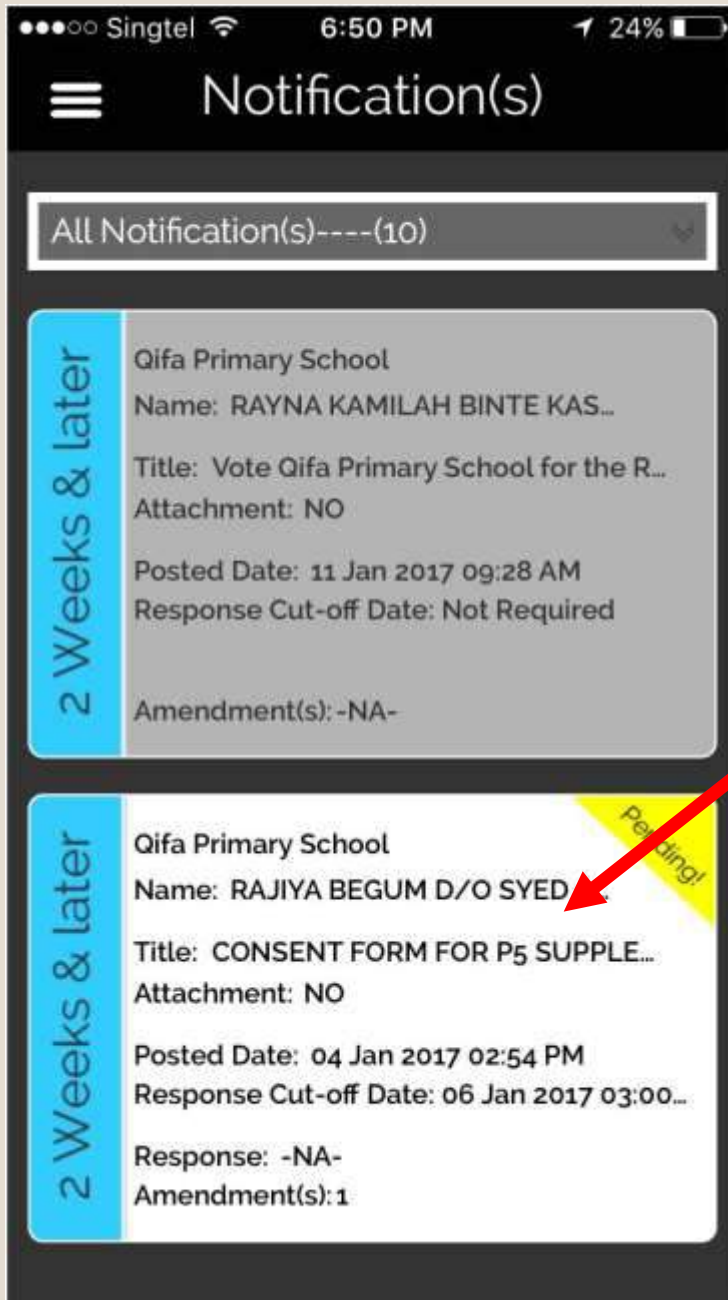 Singtel 6:50 PM 24%
Notification(s)
All Notification(s)----(10)
2 Weeks & later
Qifa Primary School
Name: RAYNA KAMILAH BINTE KAS...
Title: Vote Qifa Primary School for the R...
Attachment: NO
Posted Date: 11 Jan 2017 09:28 AM
Response Cut-off Date: Not Required
Amendment(s): -NA-
2 Weeks & later
Pending!
Qifa Primary School
Name: RAJIYA BEGUM D/O SYED
Title: CONSENT FORM FOR P5 SUPPLE...
Attachment: NO
Posted Date: 04 Jan 2017 02:54 PM
Response Cut-off Date: 06 Jan 2017 03:00...
Response: -NA-
Amendment(s): 1